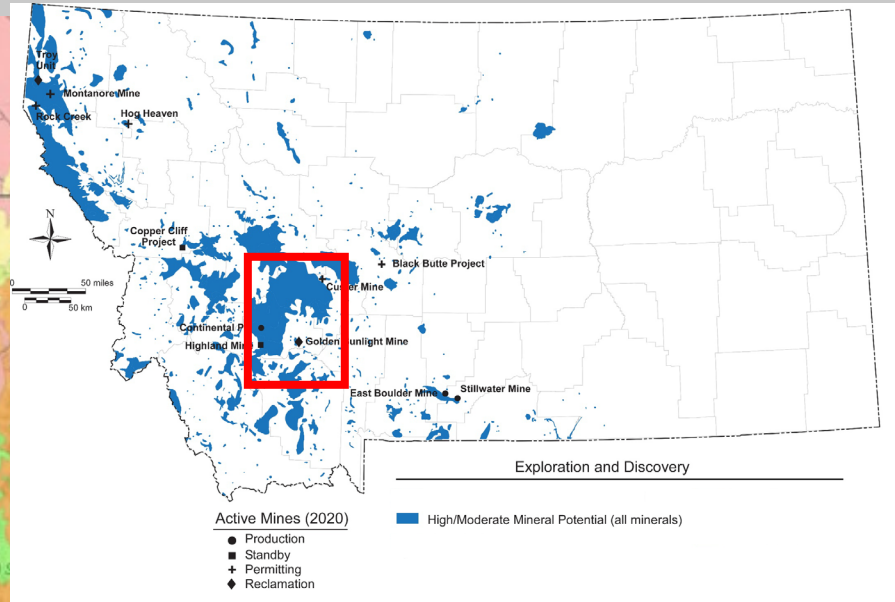 Troy
Unit
Montanore Mine
Rock Creek
Hog Heaven
N
Copper Cliff
Project
Black Butte Project
0 50 miles
0 50 km
Custer Mine
Continental P
Golden Sunlight Mine
Highland Mine
East Boulder Mine
Stillwater Mine
Exploration and Discovery
Active Mines (2020)
High/Moderate Mineral Potential (all minerals)
Production
Standby
Permitting
Reclamation